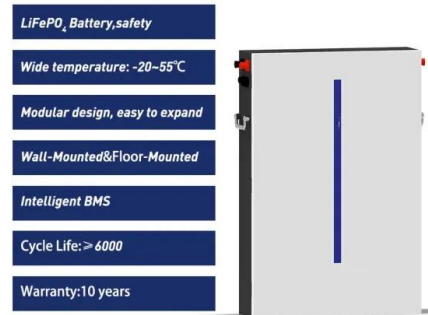 LiFePO₄ Battery,safety
Wide temperature: -20~55℃
Modular design, easy to expand
Wall-Mounted&Floor-Mounted
Intelligent BMS
Cycle Life:≥6000
Warranty:10 years